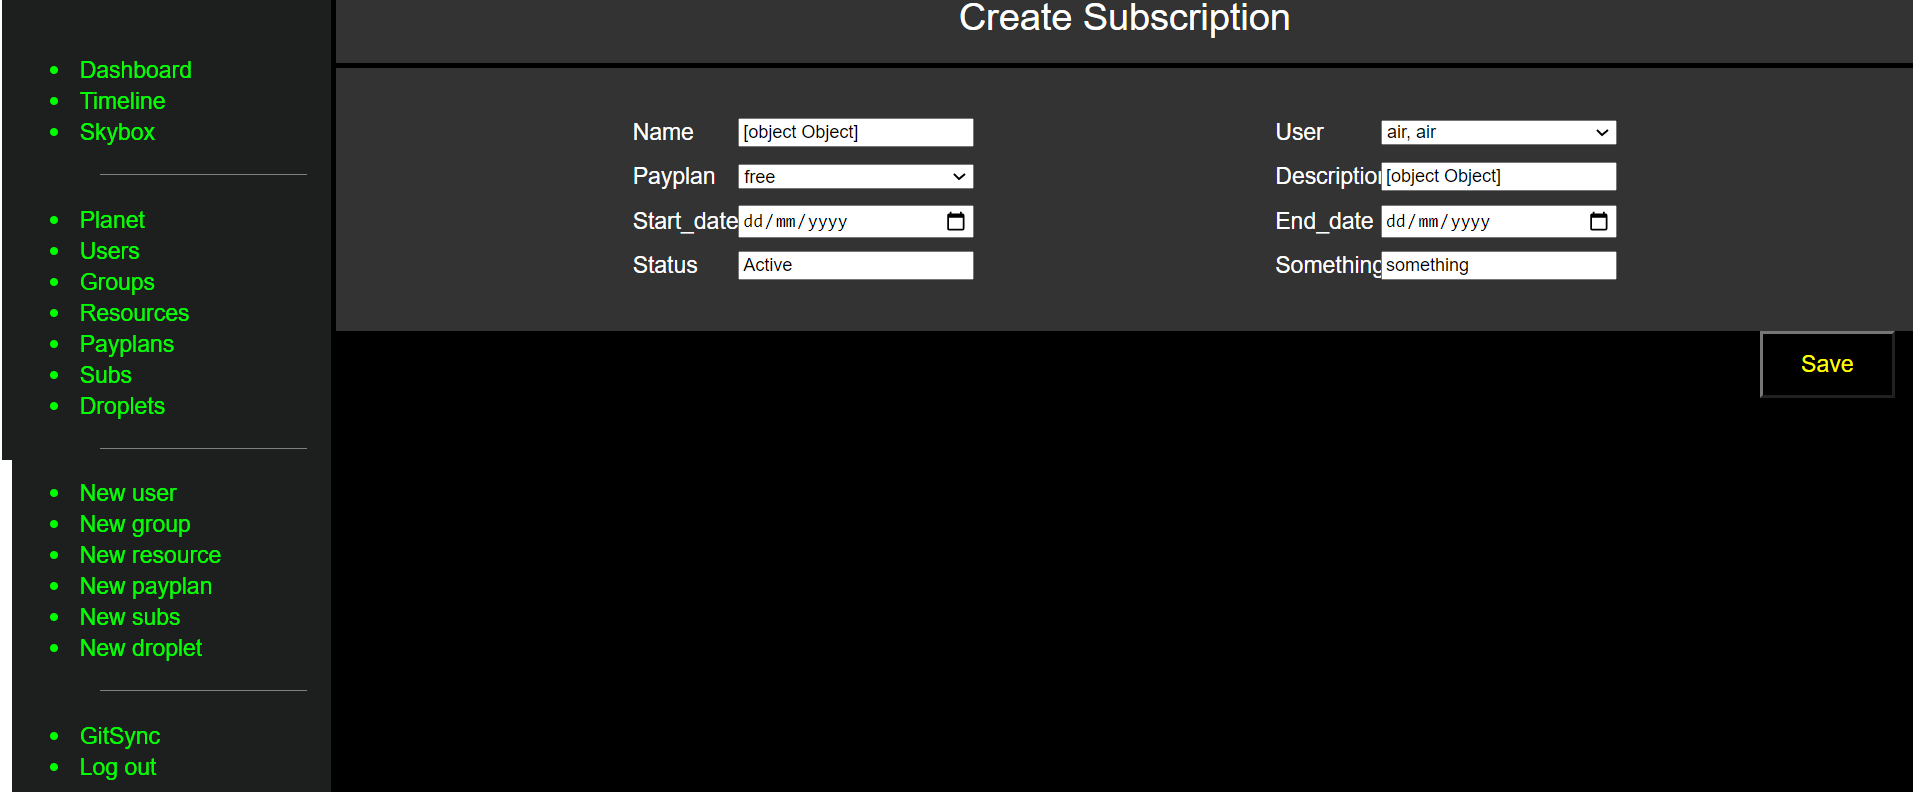 Create Subscription
Dashboard
Timeline
Skybox
Planet
Users
Groups
Resources
Payplans
Subs
Droplets
New user
New group
New resource
New payplan
New subs
New droplet
GitSync
Log out
Name [object Object] User air, air
Payplan free Description [object Object]
Start_date dd/mm/yyyy End_date dd/mm/yyyy
Status Active Something something
Save